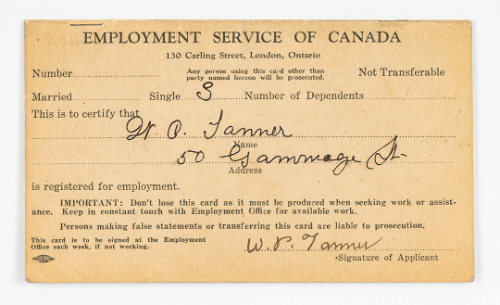 EMPLOYMENT SERVICE OF CANADA
130 Carling Street, London, Ontario
Number Any person using this card other than party named hereon will be prosecuted. Not Transferable
Married Single S Number of Dependents
This is to certify that
W. P. Tanner
Name
50 Gammage St.
Address
is registered for employment.
IMPORTANT: Don't lose this card as it must be produced when seeking work or assist-
ance. Keep in constant touch with Employment Office for available work.
Persons making false statements or transferring this card are liable to prosecution.
This card is to be signed at the Employment
Office each week, if not working.
W. P. Tanner
Signature of Applicant